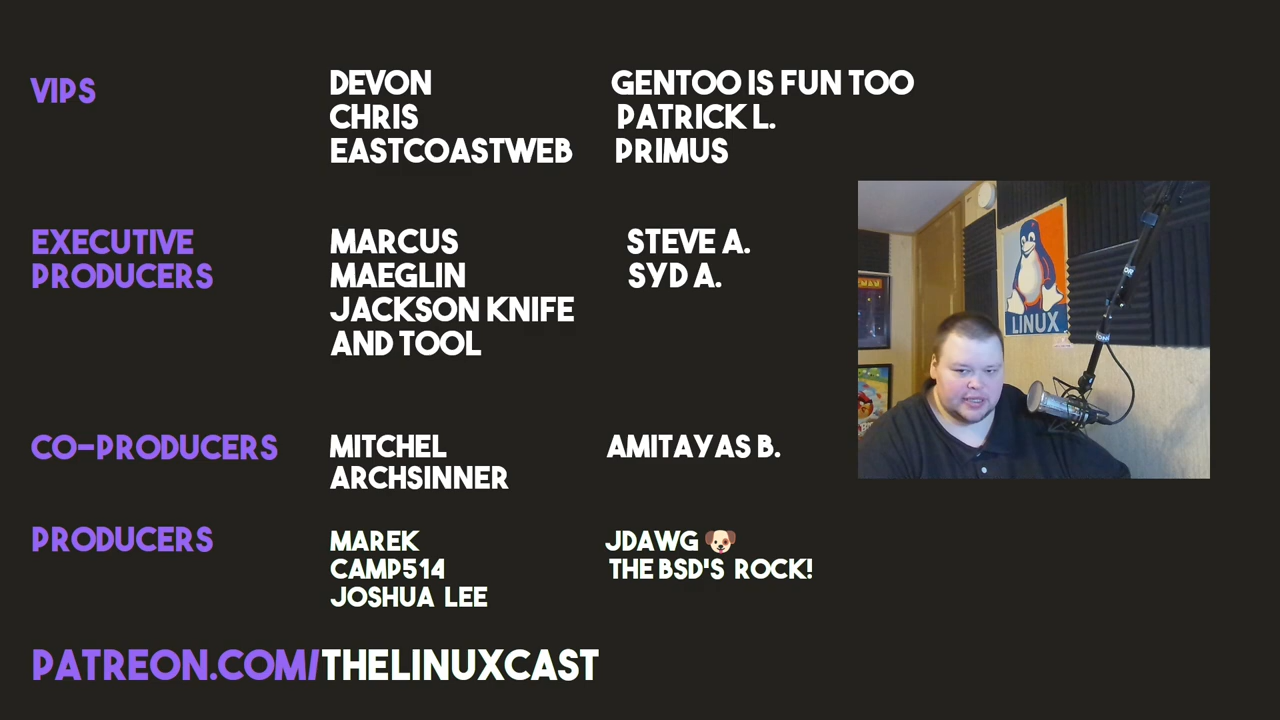 VIPS
DEVON
CHRIS
EASTCOASTWEB
GENTOO IS FUN TOO
PATRICK L.
PRIMUS
EXECUTIVE
PRODUCERS
MARCUS
MAEGLIN
JACKSON KNIFE
AND TOOL
STEVE A.
SYD A.
CO-PRODUCERS
MITCHEL
ARCHSINNER
AMITAYAS B.
PRODUCERS
MAREK
CAMP514
JOSHUA LEE
JDAWG 🐶
THE BSD'S ROCK!
PATREON.COM/THELINUXCAST
LINUX